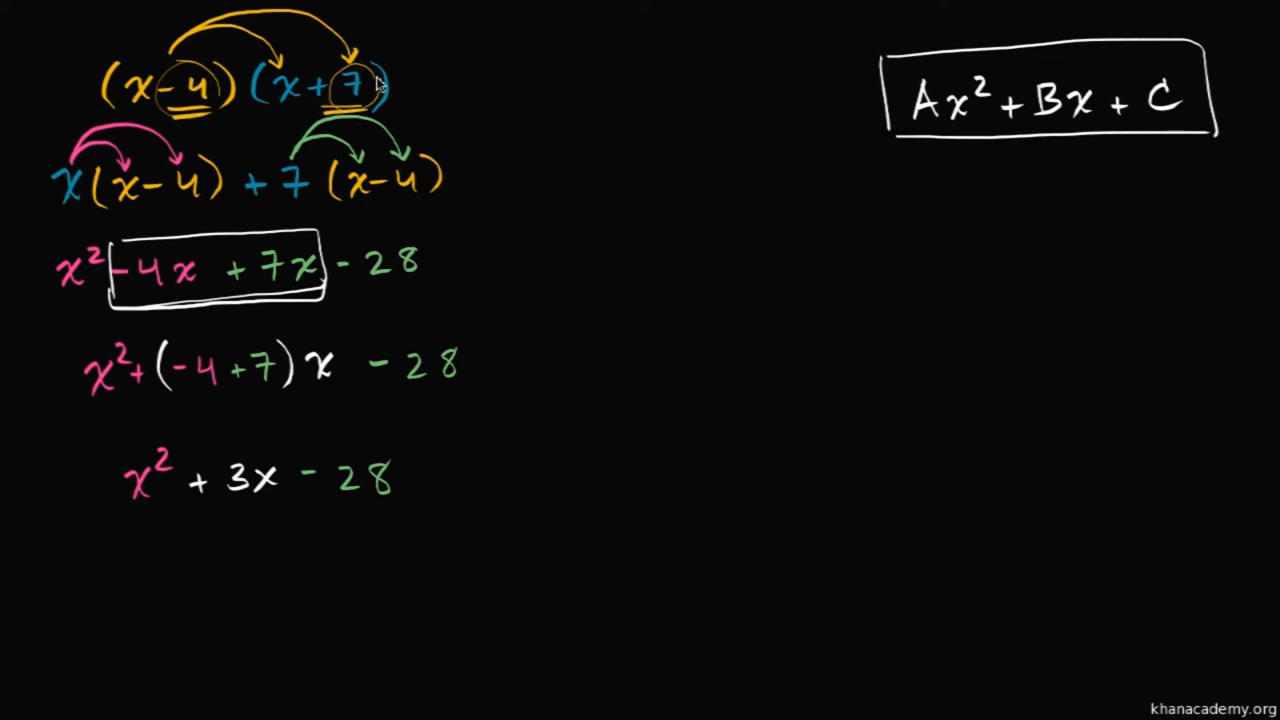 (x-4)(x+7)
Ax²+Bx+C
x(x-4)+7(x-4)
x²-4x+7x-28
x²+(-4+7)x-28
x²+3x-28
khanacademy.org